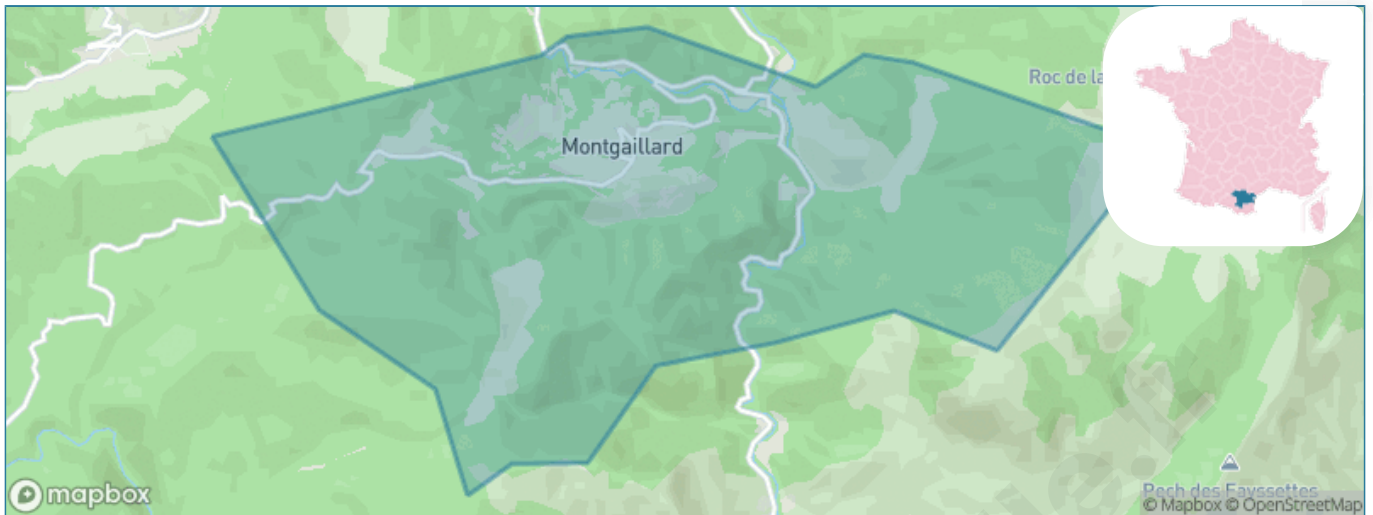 Roc de la
Montgaillard
Pech des Fayssettes
mapbox
© Mapbox © OpenStreetMap